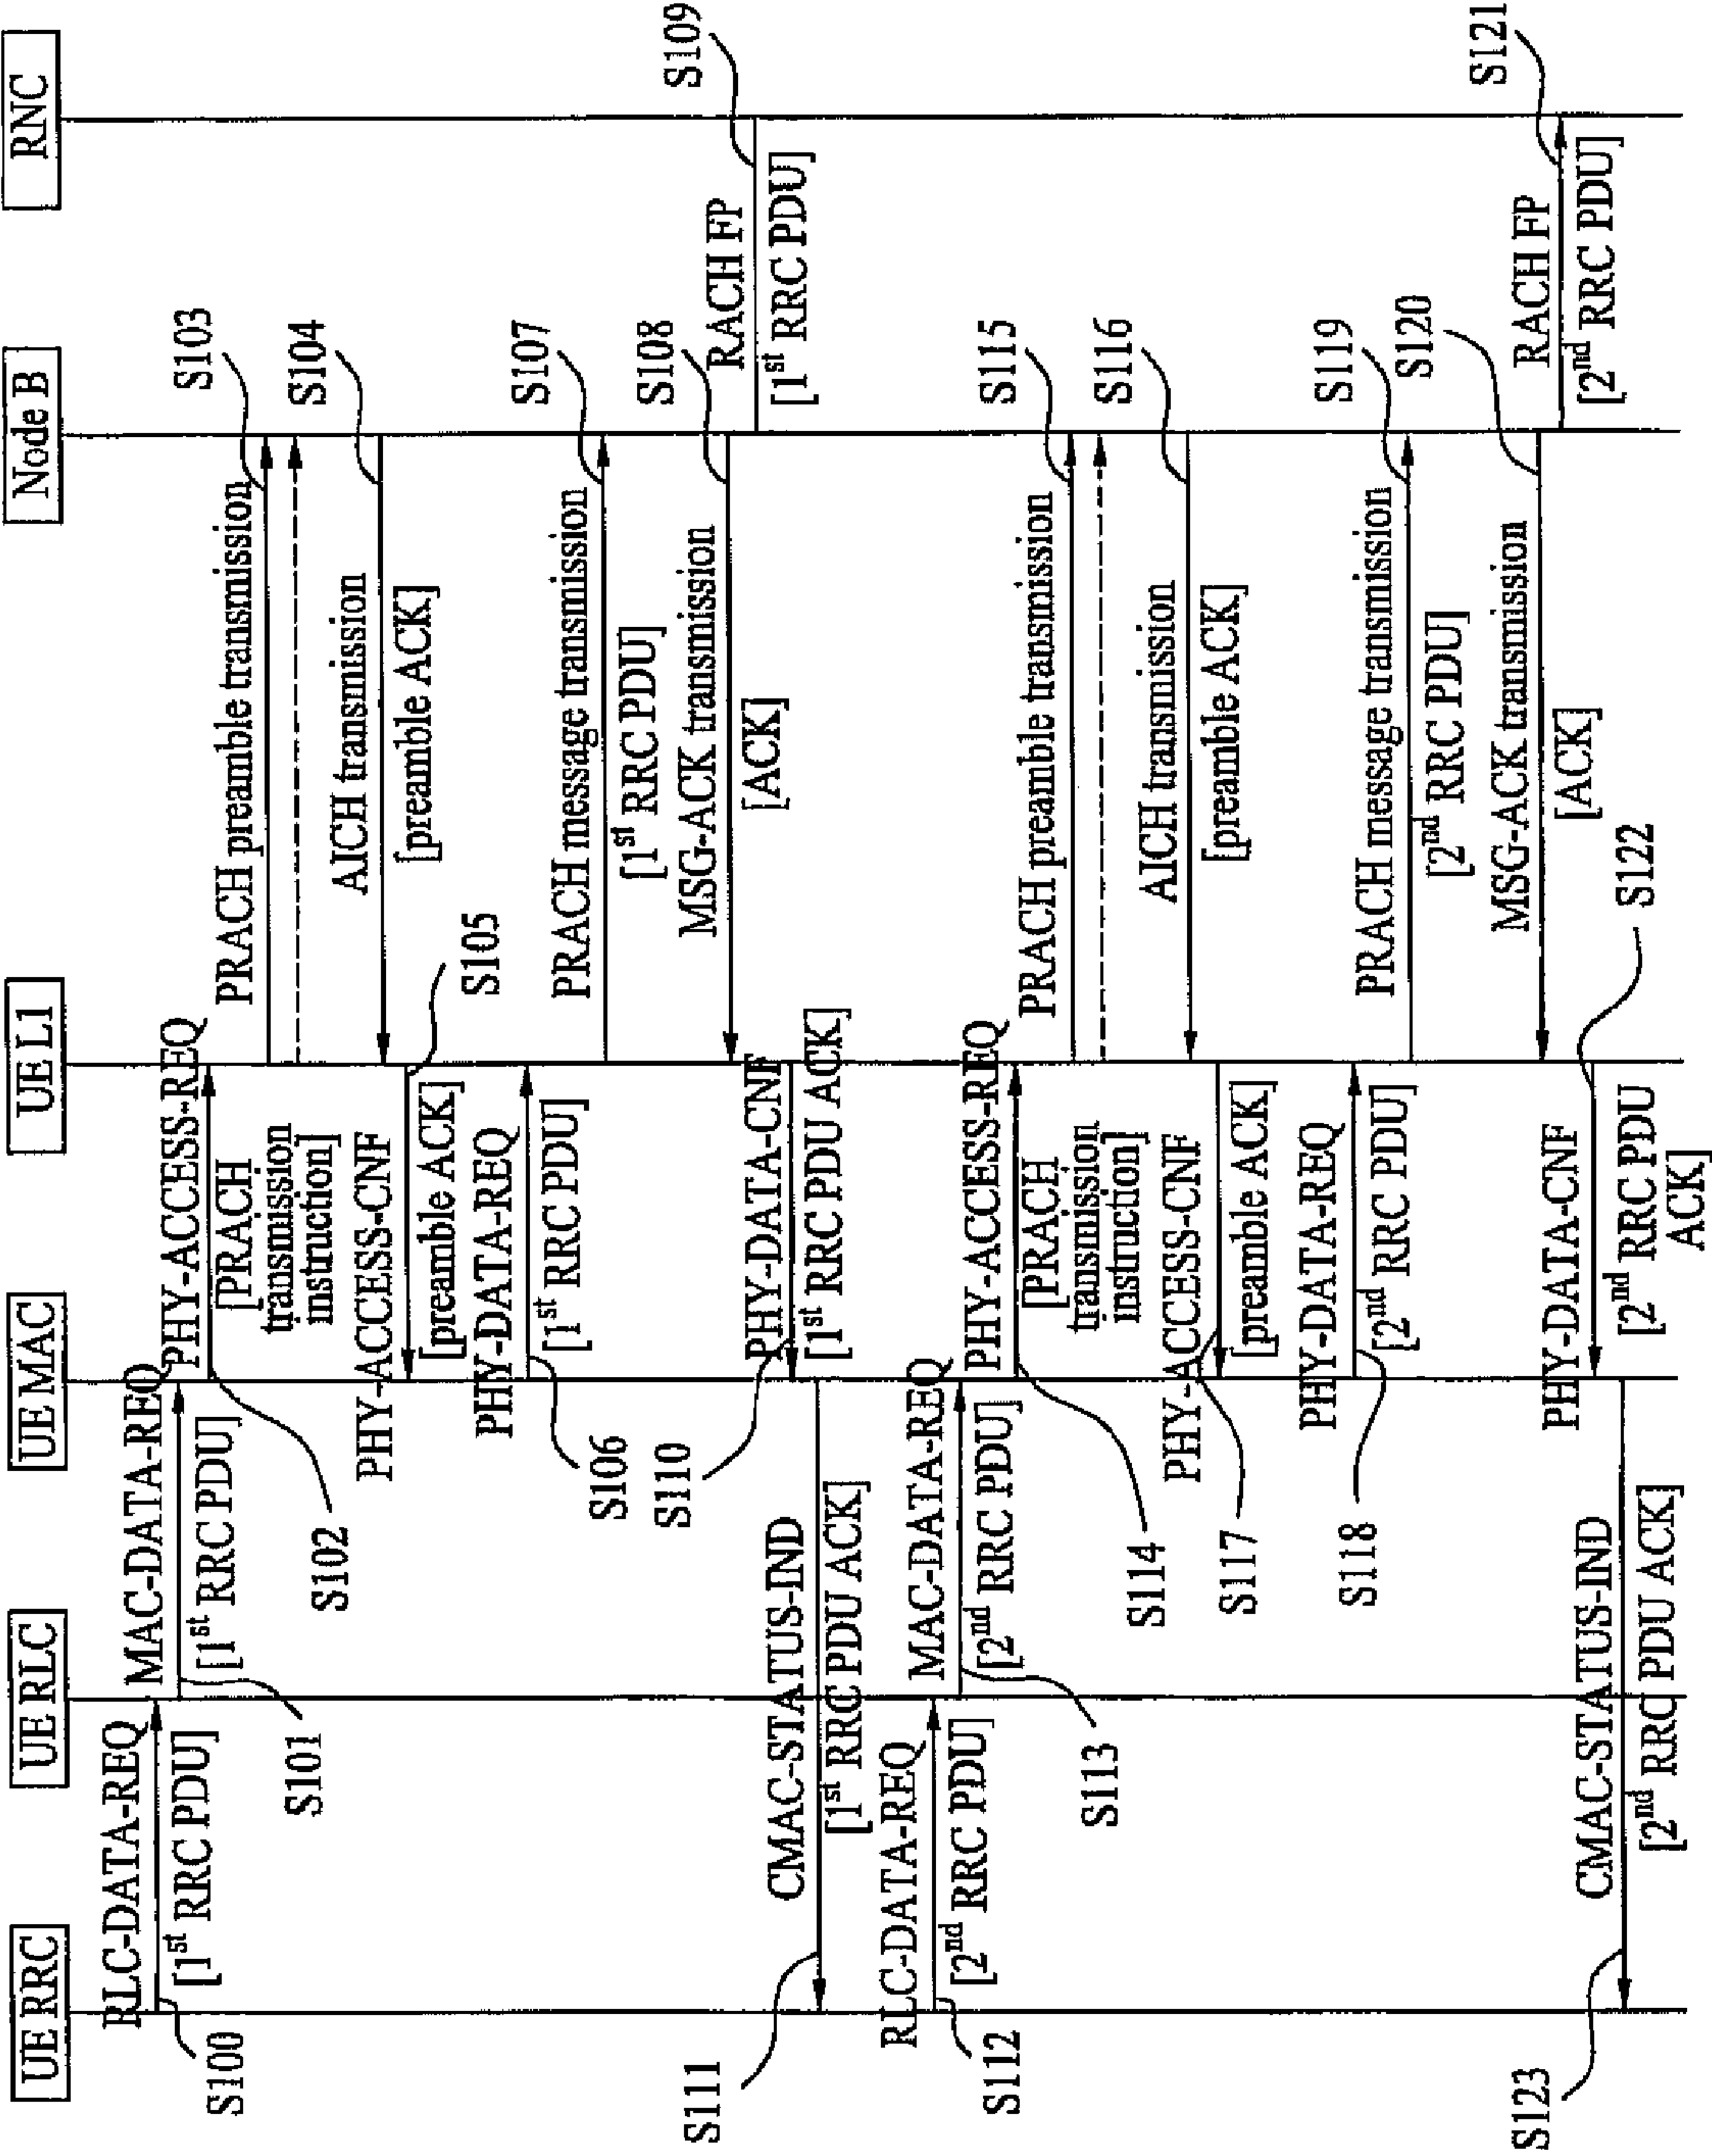 UE RRC
UE RLC
UE MAC
UE L1
Node B
RNC
RLC-DATA-REQ
[1st RRC PDU]
S100
MAC-DATA-REQ
[1st RRC PDU]
S101
PHY-ACCESS-REQ
[PRACH
transmission
instruction]
S102
PRACH preamble transmission
S103
AICH transmission
[preamble ACK]
S104
PHY-ACCESS-CNF
[preamble ACK]
S105
PHY-DATA-REQ
[1st RRC PDU]
S106
PRACH message transmission
[1st RRC PDU]
S107
MSG-ACK transmission
[ACK]
S108
RACH FP
[1st RRC PDU]
S109
PHY-DATA-CNF
[1st RRC PDU ACK]
S110
CMAC-STATUS-IND
[1st RRC PDU ACK]
S111
RLC-DATA-REQ
[2nd RRC PDU]
S112
MAC-DATA-REQ
[2nd RRC PDU]
S113
PHY-ACCESS-REQ
[PRACH
transmission
instruction]
S114
PRACH preamble transmission
S115
AICH transmission
[preamble ACK]
S116
PHY-ACCESS-CNF
[preamble ACK]
S117
PHY-DATA-REQ
[2nd RRC PDU]
S118
PRACH message transmission
[2nd RRC PDU]
S119
MSG-ACK transmission
[ACK]
S120
RACH FP
[2nd RRC PDU]
S121
PHY-DATA-CNF
[2nd RRC PDU
ACK]
S122
CMAC-STATUS-IND
[2nd RRC PDU ACK]
S123